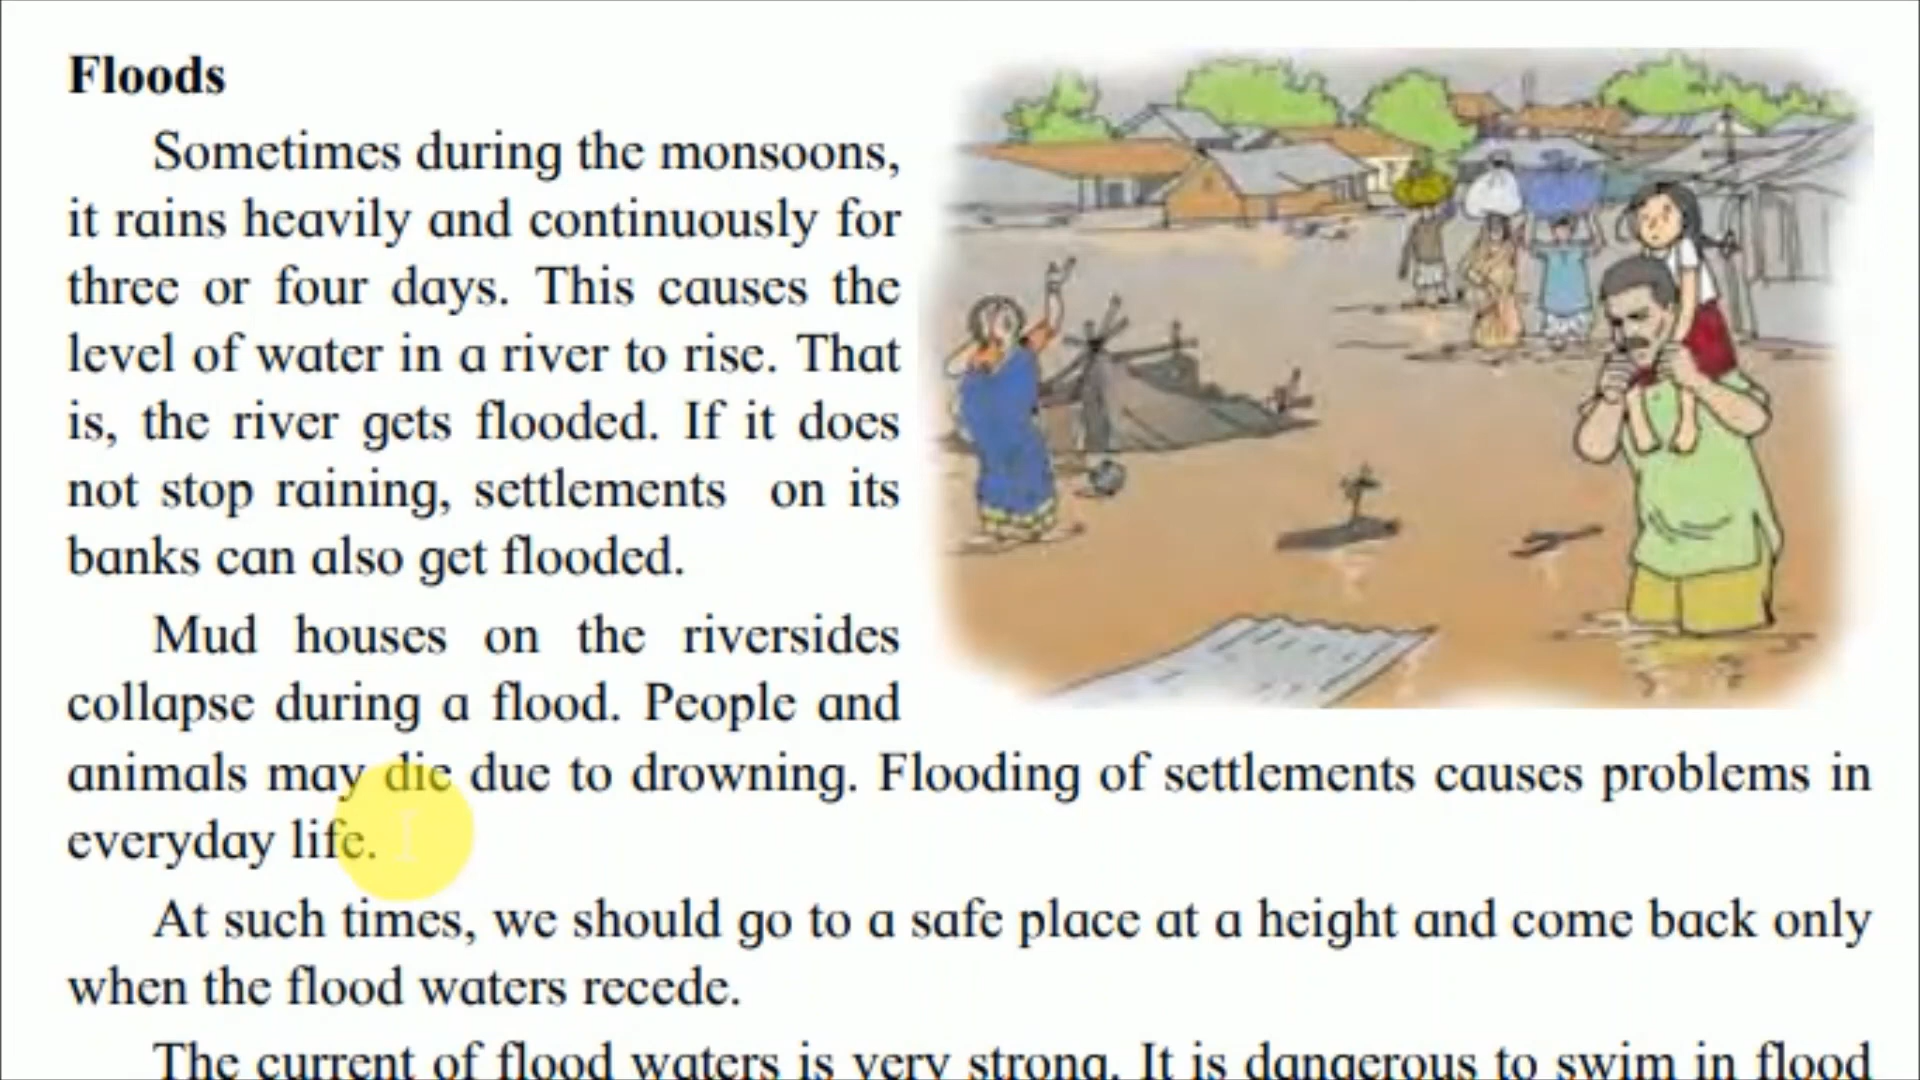 Floods
Sometimes during the monsoons,
it rains heavily and continuously for
three or four days. This causes the
level of water in a river to rise. That
is, the river gets flooded. If it does
not stop raining, settlements on its
banks can also get flooded.
Mud houses on the riversides
collapse during a flood. People and
animals may die due to drowning. Flooding of settlements causes problems in
everyday life.
At such times, we should go to a safe place at a height and come back only
when the flood waters recede.
The current of flood waters is very strong. It is dangerous to swim in flood